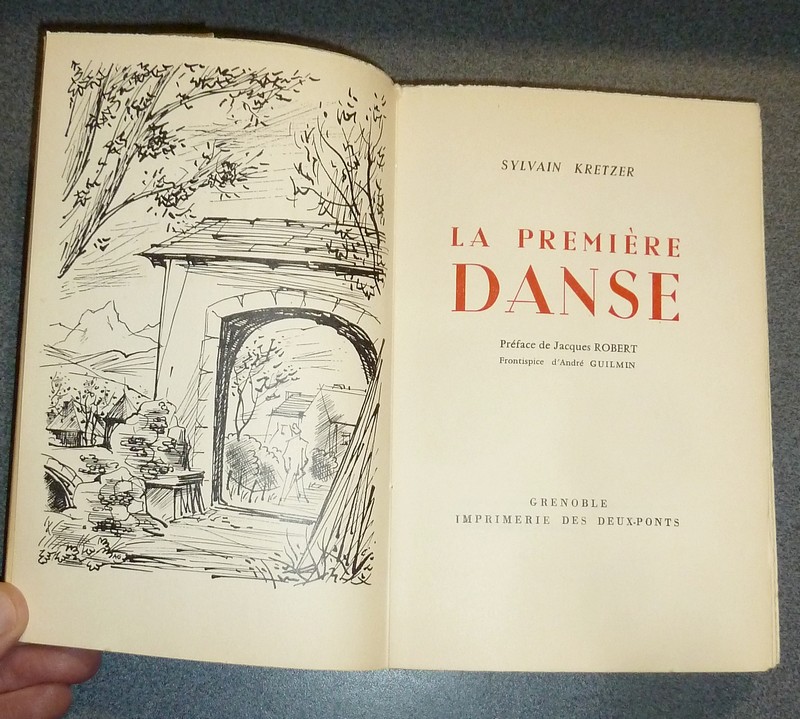 SYLVAIN KRETZER
LA PREMIÈRE
DANSE
Préface de Jacques ROBERT
Frontispice d'André GUILMIN
GRENOBLE
IMPRIMERIE DES DEUX-PONTS